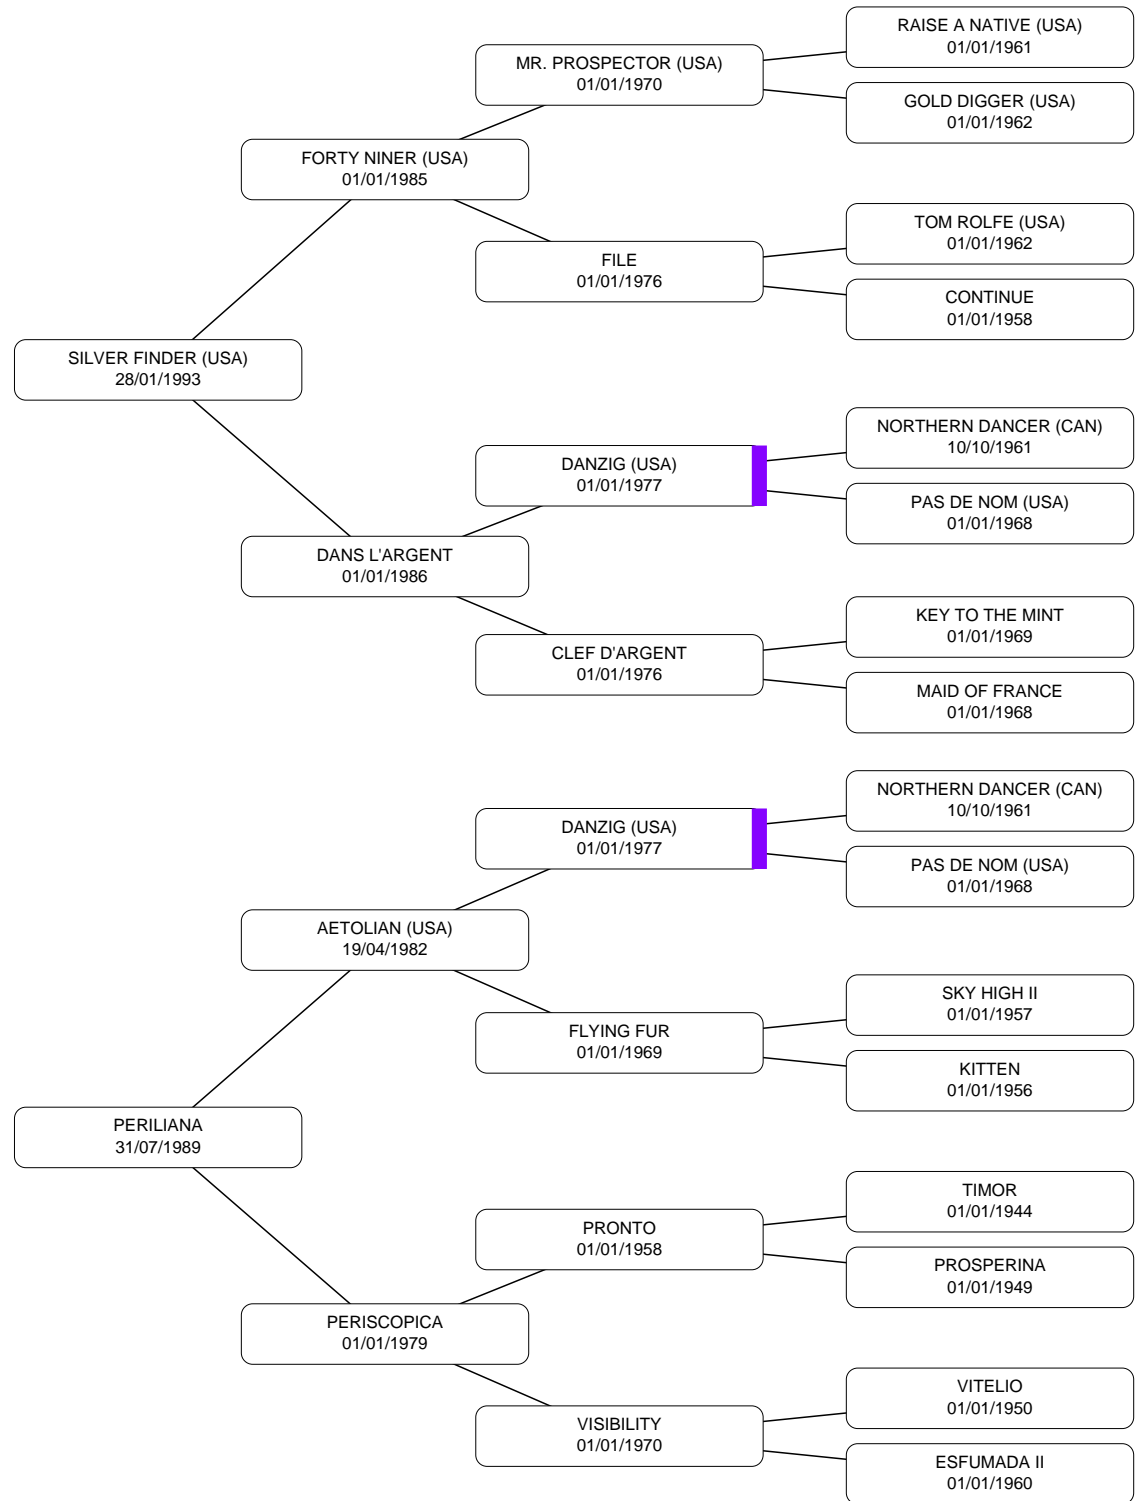 RAISE A NATIVE (USA)
01/01/1961
MR. PROSPECTOR (USA)
01/01/1970
GOLD DIGGER (USA)
01/01/1962
FORTY NINER (USA)
01/01/1985
TOM ROLFE (USA)
01/01/1962
FILE
01/01/1976
CONTINUE
01/01/1958
SILVER FINDER (USA)
28/01/1993
NORTHERN DANCER (CAN)
10/10/1961
DANZIG (USA)
01/01/1977
PAS DE NOM (USA)
01/01/1968
DANS L'ARGENT
01/01/1986
KEY TO THE MINT
01/01/1969
CLEF D'ARGENT
01/01/1976
MAID OF FRANCE
01/01/1968
NORTHERN DANCER (CAN)
10/10/1961
DANZIG (USA)
01/01/1977
PAS DE NOM (USA)
01/01/1968
AETOLIAN (USA)
19/04/1982
SKY HIGH II
01/01/1957
FLYING FUR
01/01/1969
KITTEN
01/01/1956
PERILIANA
31/07/1989
TIMOR
01/01/1944
PRONTO
01/01/1958
PROSPERINA
01/01/1949
PERISCOPICA
01/01/1979
VITELIO
01/01/1950
VISIBILITY
01/01/1970
ESFUMADA II
01/01/1960